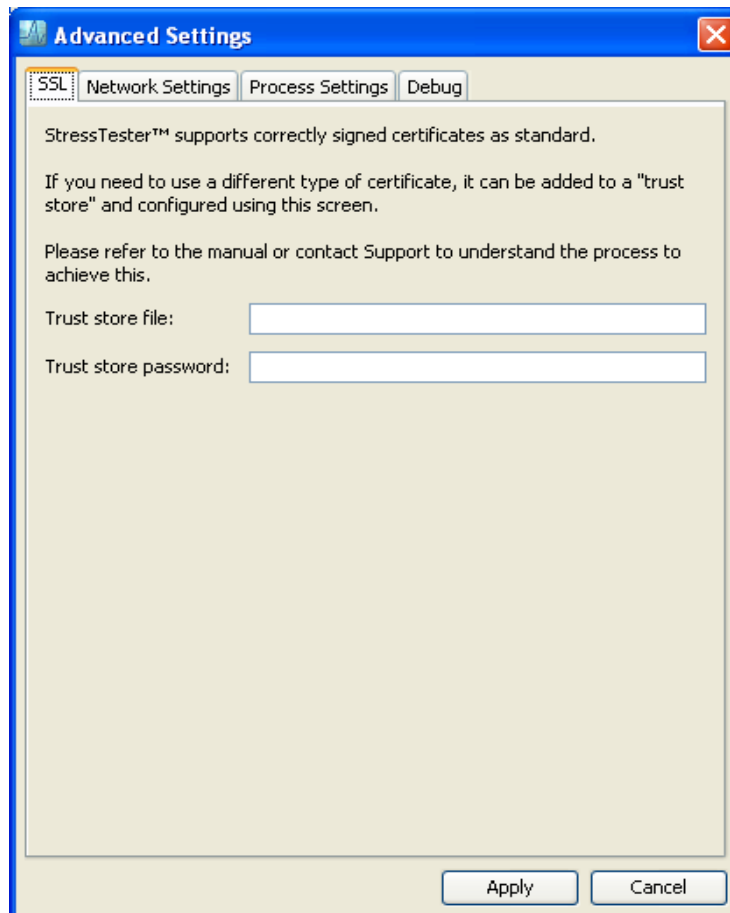 Advanced Settings
SSL Network Settings Process Settings Debug
StressTester™ supports correctly signed certificates as standard.
If you need to use a different type of certificate, it can be added to a "trust
store" and configured using this screen.
Please refer to the manual or contact Support to understand the process to
achieve this.
Trust store file:
Trust store password:
Apply Cancel